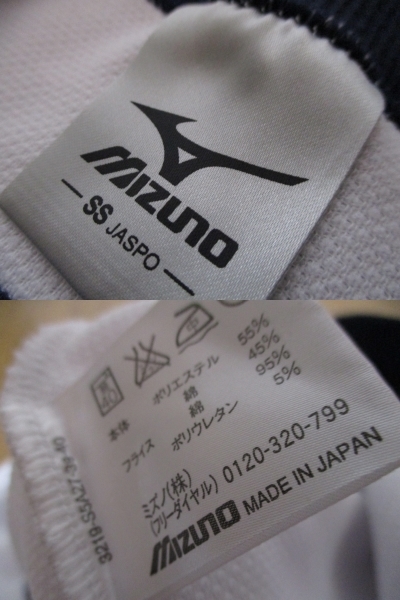 MIZUNO
SS JASPO
本体 ポリエステル 55%
綿 45%
フライス 綿 95%
ポリウレタン 5%
ミズノ(株)
(フリーダイヤル) 0120-320-799
MIZUNO MADE IN JAPAN